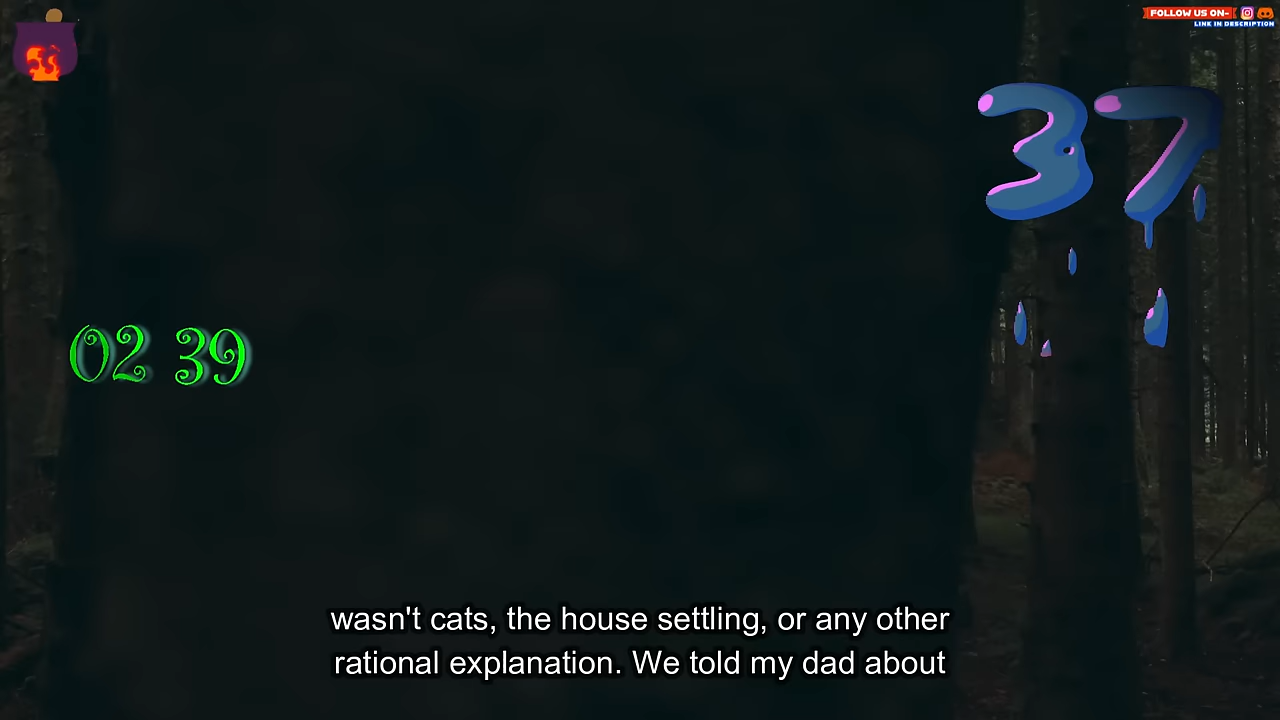 FOLLOW US ON-
LINK IN DESCRIPTION
37
02 39
wasn't cats, the house settling, or any other
rational explanation. We told my dad about